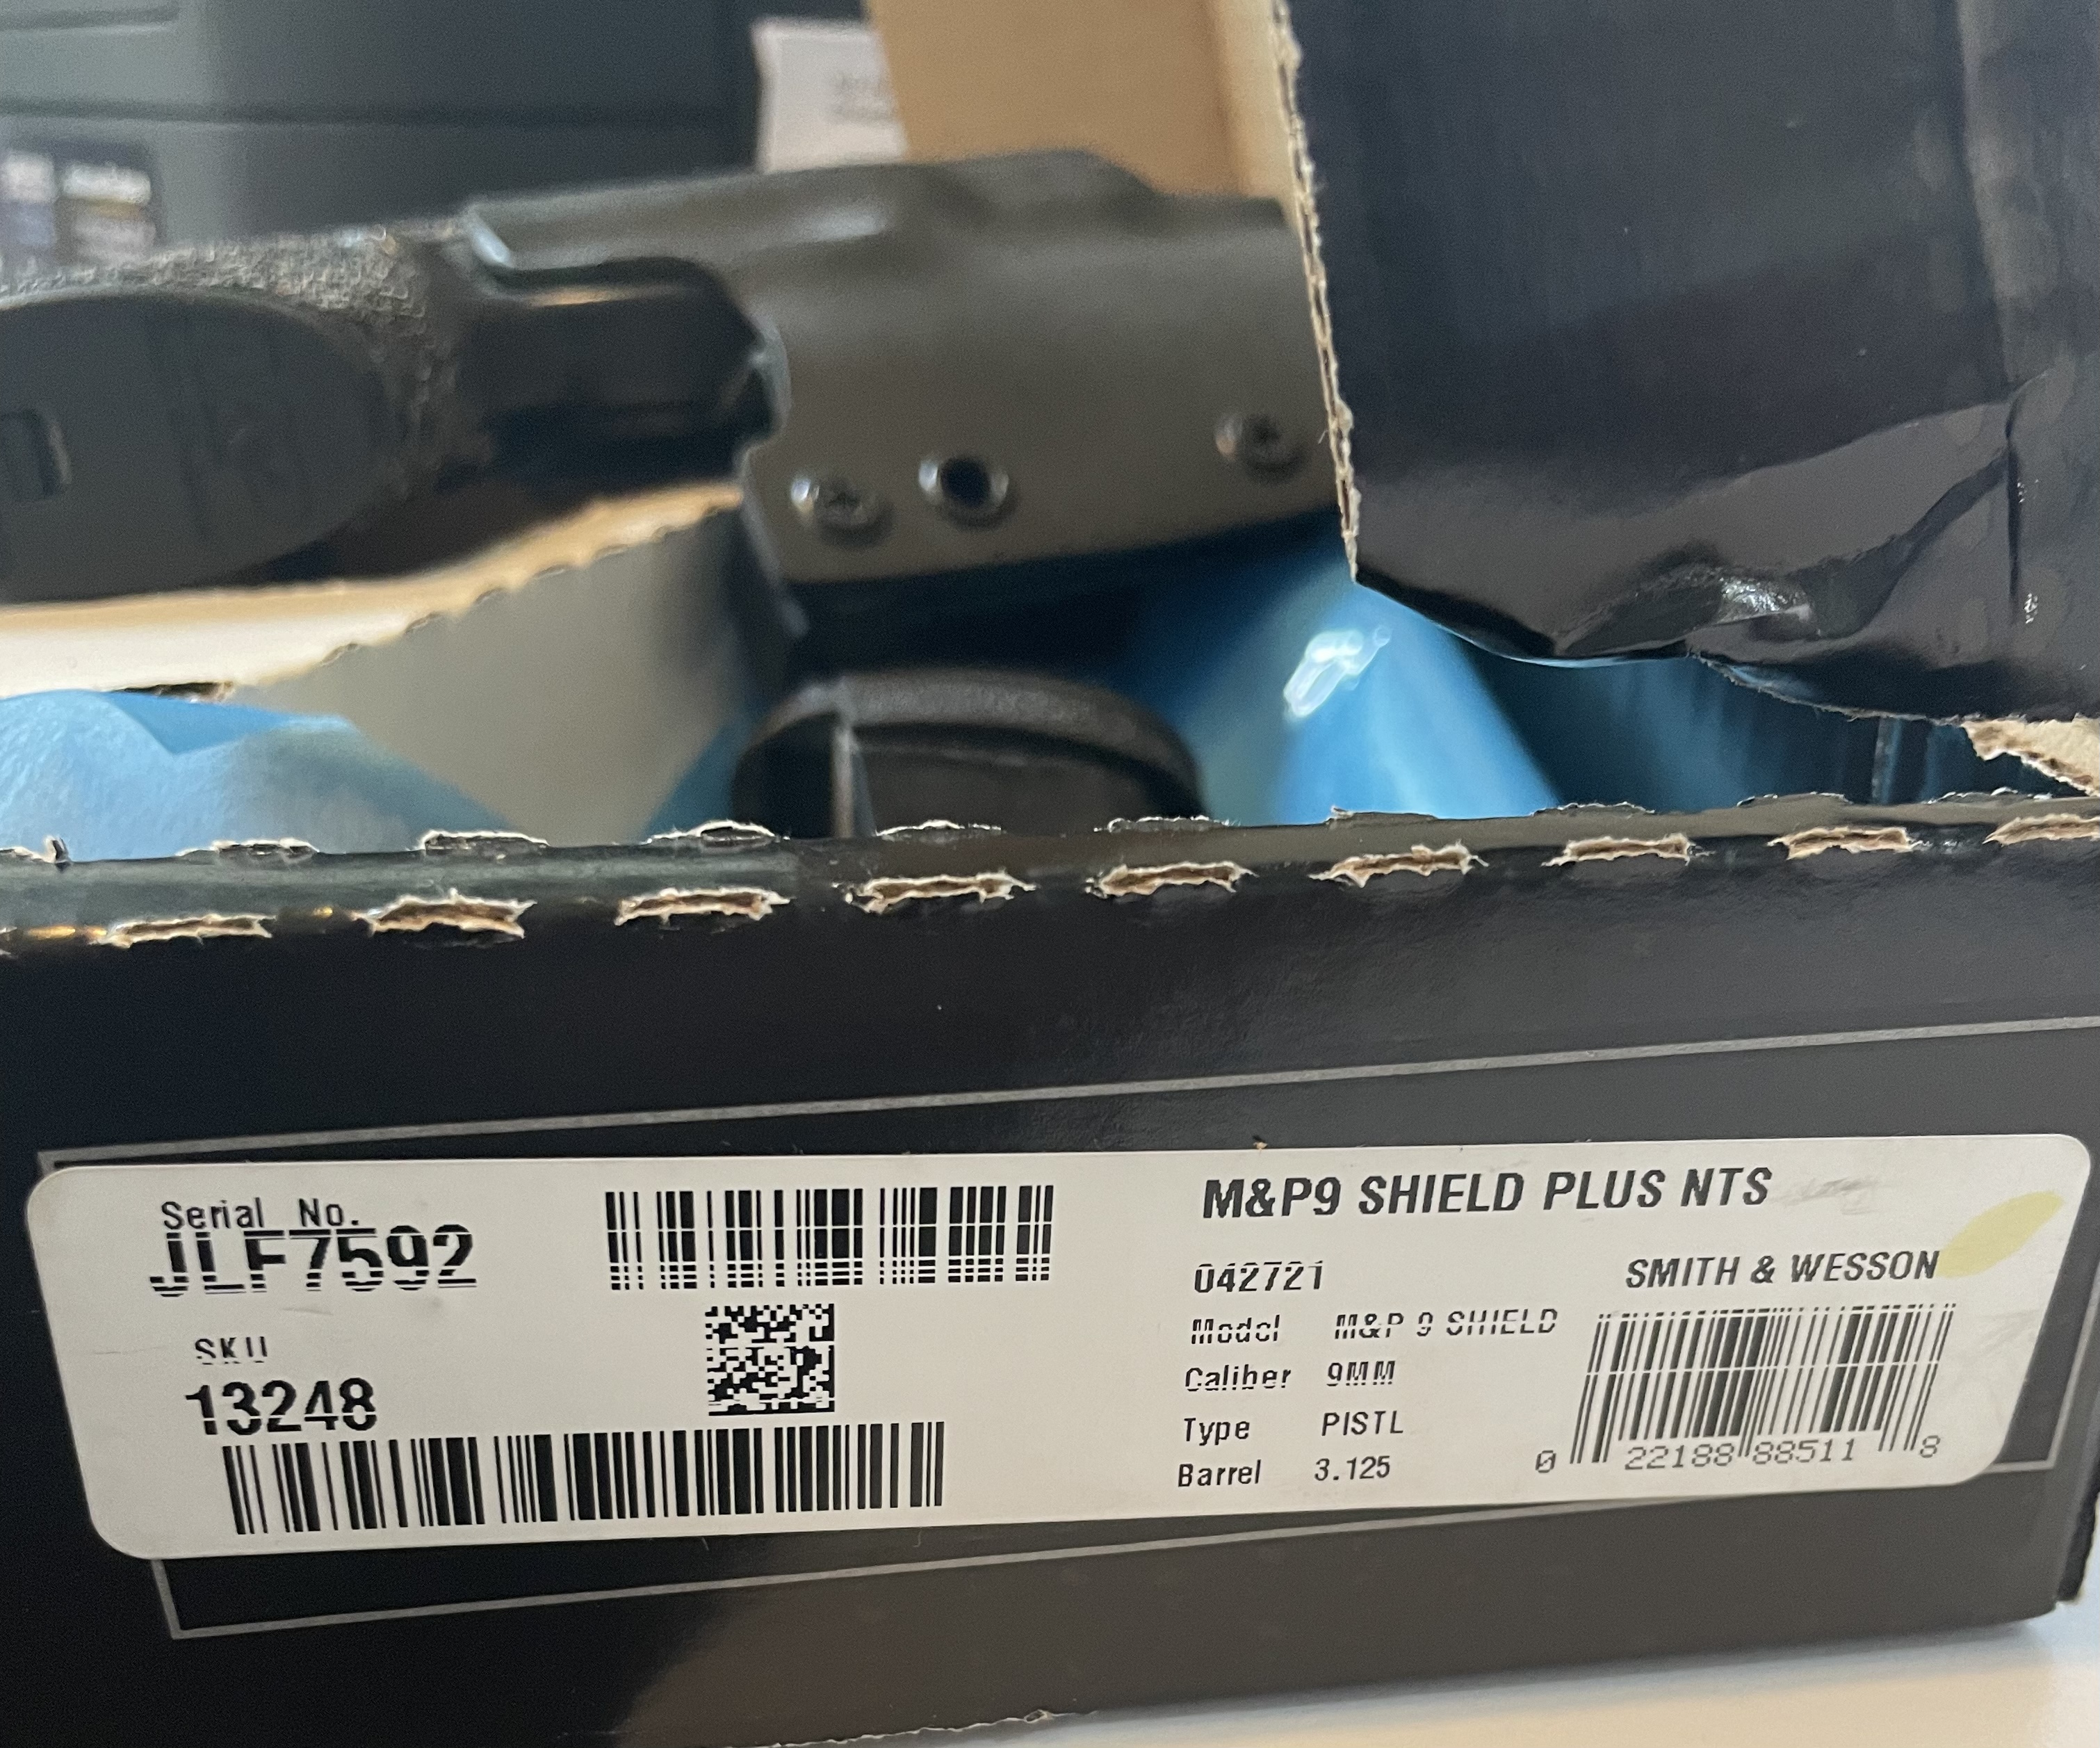 Serial No.
JLF7592
SKU
13248
M&P9 SHIELD PLUS NTS
042721
SMITH & WESSON
Model M&P 9 SHIELD
Caliber 9MM
Type PISTL
Barrel 3.125
0 22188 88511 8